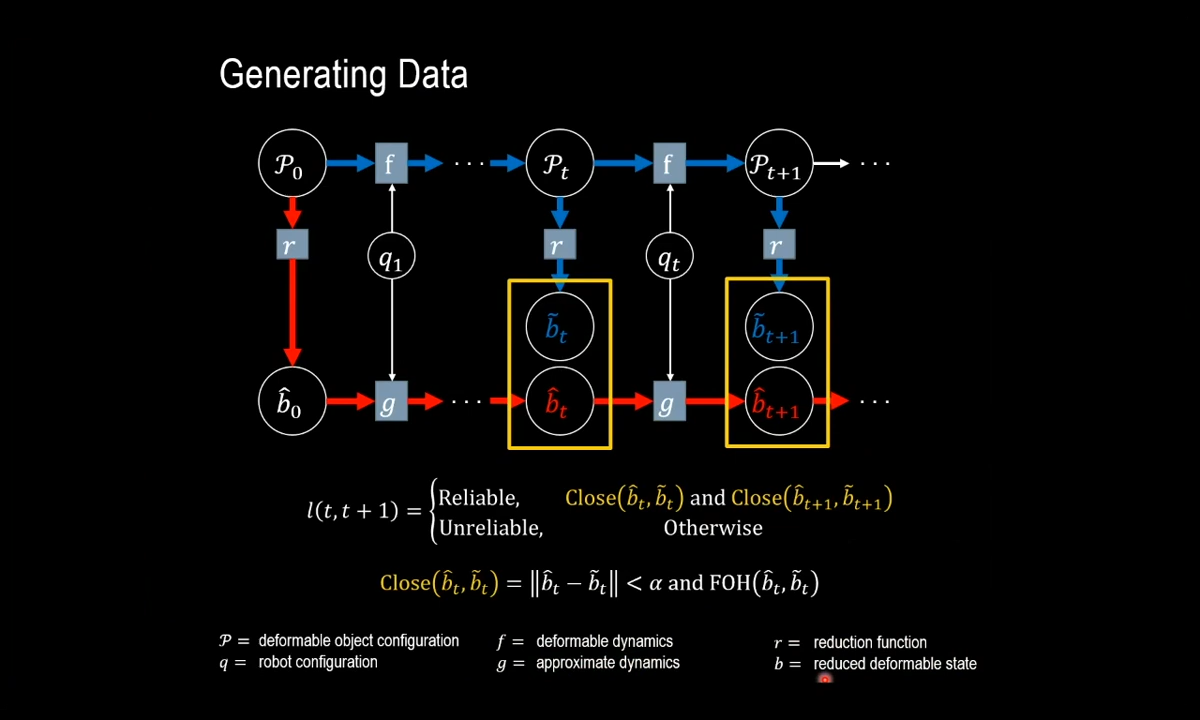 Generating Data
𝒫₀ f · · · 𝒫ₜ f 𝒫ₜ₊₁ · · ·
r q₁ r qₜ r
b̃ₜ b̃ₜ₊₁
b̂₀ g · · · b̂ₜ g b̂ₜ₊₁ · · ·
l(t, t + 1) = { Reliable, Close(b̂ₜ, b̃ₜ) and Close(b̂ₜ₊₁, b̃ₜ₊₁)
Unreliable, Otherwise
Close(b̂ₜ, b̃ₜ) = ‖b̂ₜ − b̃ₜ‖ < α and FOH(b̂ₜ, b̃ₜ)
𝒫 = deformable object configuration f = deformable dynamics r = reduction function
q = robot configuration g = approximate dynamics b = reduced deformable state